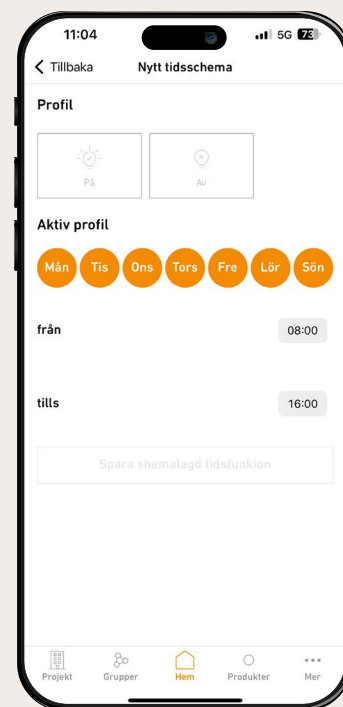 11:04 5G 73
Tillbaka Nytt tidsschema
Profil
På Av
Aktiv profil
Mån Tis Ons Tors Fre Lör Sön
från 08:00
tills 16:00
Spara shemalagd tidsfunkion
Projekt Grupper Hem Produkter Mer